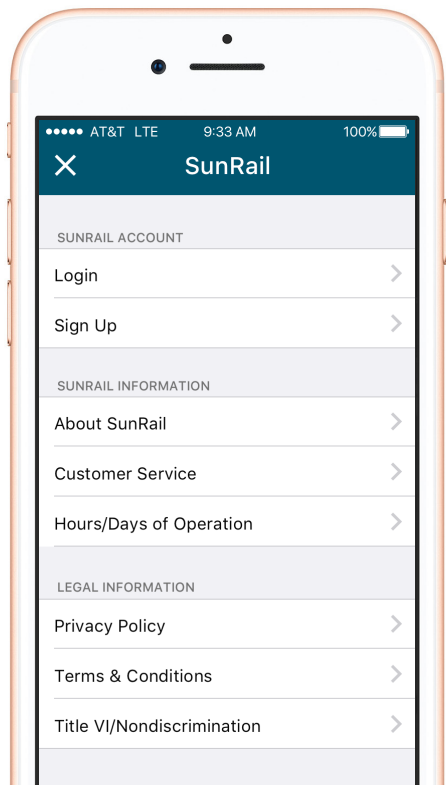 AT&T LTE 9:33 AM 100%
SunRail
SUNRAIL ACCOUNT
Login
Sign Up
SUNRAIL INFORMATION
About SunRail
Customer Service
Hours/Days of Operation
LEGAL INFORMATION
Privacy Policy
Terms & Conditions
Title VI/Nondiscrimination